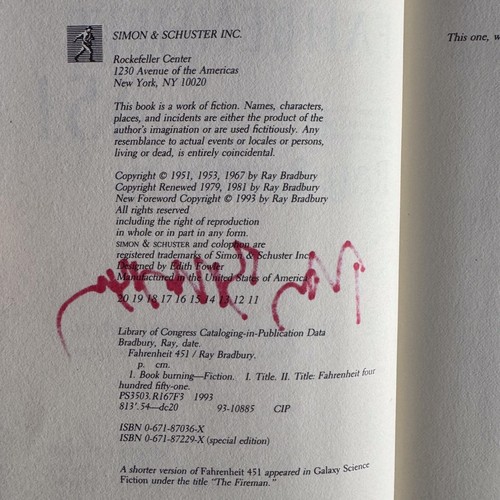 SIMON & SCHUSTER INC.
Rockefeller Center
1230 Avenue of the Americas
New York, NY 10020
This book is a work of fiction. Names, characters,
places, and incidents are either the product of the
author's imagination or are used fictitiously. Any
resemblance to actual events or locales or persons,
living or dead, is entirely coincidental.
Copyright © 1951, 1953, 1967 by Ray Bradbury
Copyright Renewed 1979, 1981 by Ray Bradbury
New Foreword Copyright © 1993 by Ray Bradbury
All rights reserved
including the right of reproduction
in whole or in part in any form.
SIMON & SCHUSTER and colophon are
registered trademarks of Simon & Schuster Inc.
Designed by Edith Fowler
Manufactured in the United States of America
20 19 18 17 16 15 14 13 12 11
Library of Congress Cataloging-in-Publication Data
Bradbury, Ray, date.
Fahrenheit 451 / Ray Bradbury.
p. cm.
1. Book burning—Fiction. I. Title. II. Title: Fahrenheit four
hundred fifty-one.
PS3503.R167F3 1993
813'.54—dc20 93-10885 CIP
ISBN 0-671-87036-X
ISBN 0-671-87229-X (special edition)
A shorter version of Fahrenheit 451 appeared in Galaxy Science
Fiction under the title "The Fireman."
This one, w